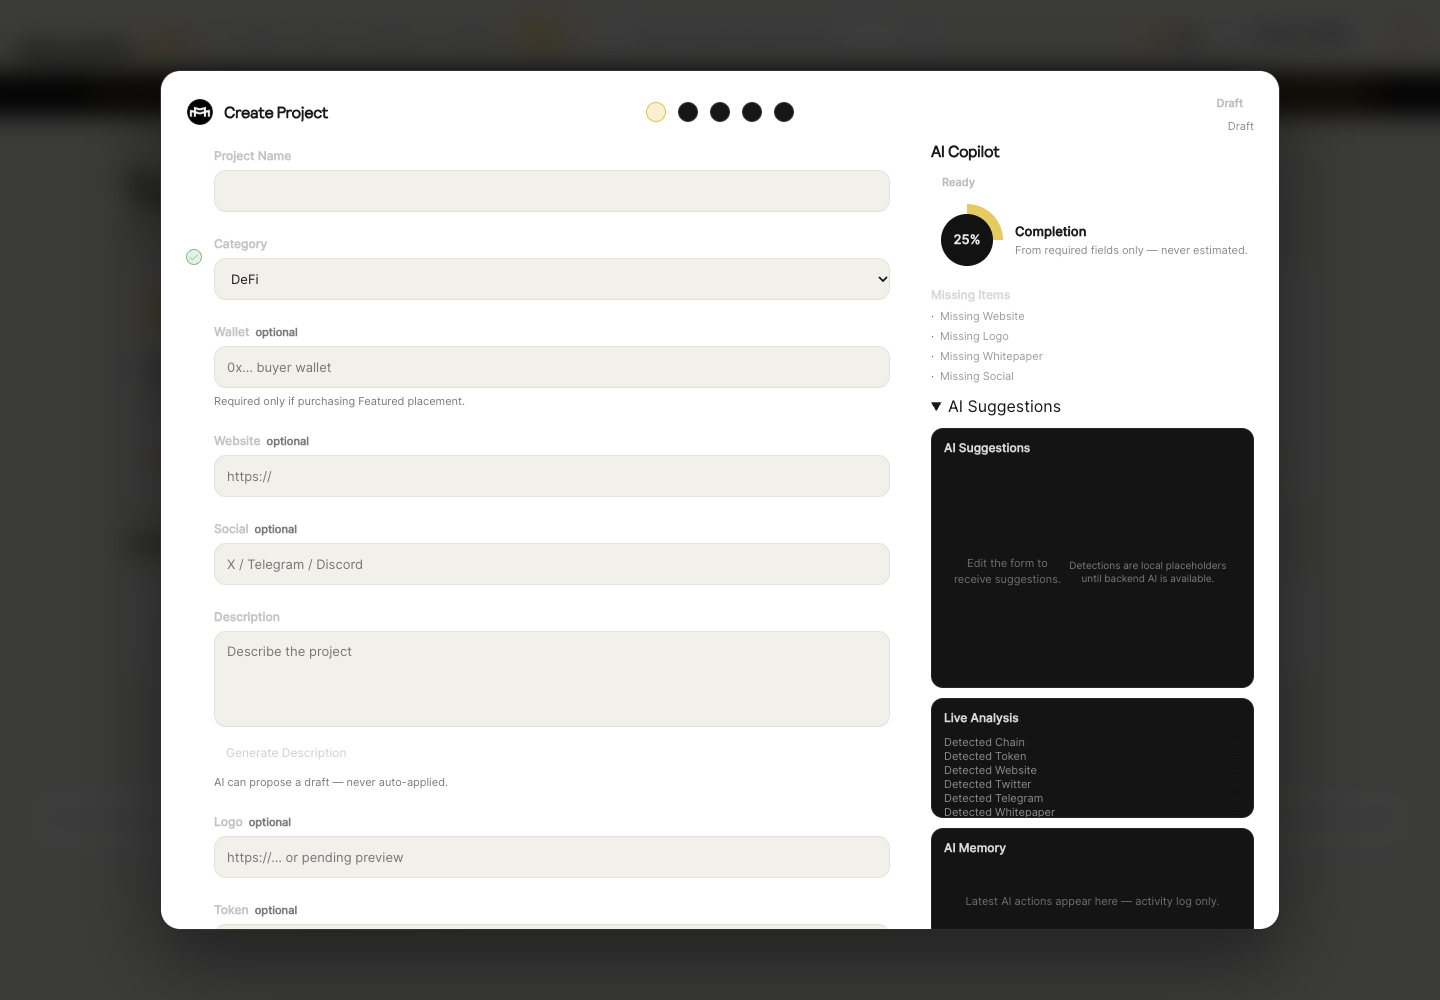 Create Project
Draft
Draft
Project Name
Category
DeFi
Wallet optional
0x... buyer wallet
Required only if purchasing Featured placement.
Website optional
https://
Social optional
X / Telegram / Discord
Description
Describe the project
Generate Description
AI can propose a draft — never auto-applied.
Logo optional
https://... or pending preview
Token optional
AI Copilot
Ready
25%
Completion
From required fields only — never estimated.
Missing Items
· Missing Website
· Missing Logo
· Missing Whitepaper
· Missing Social
▼ AI Suggestions
AI Suggestions
Edit the form to
receive suggestions.
Detections are local placeholders
until backend AI is available.
Live Analysis
Detected Chain
Detected Token
Detected Website
Detected Twitter
Detected Telegram
Detected Whitepaper
AI Memory
Latest AI actions appear here — activity log only.